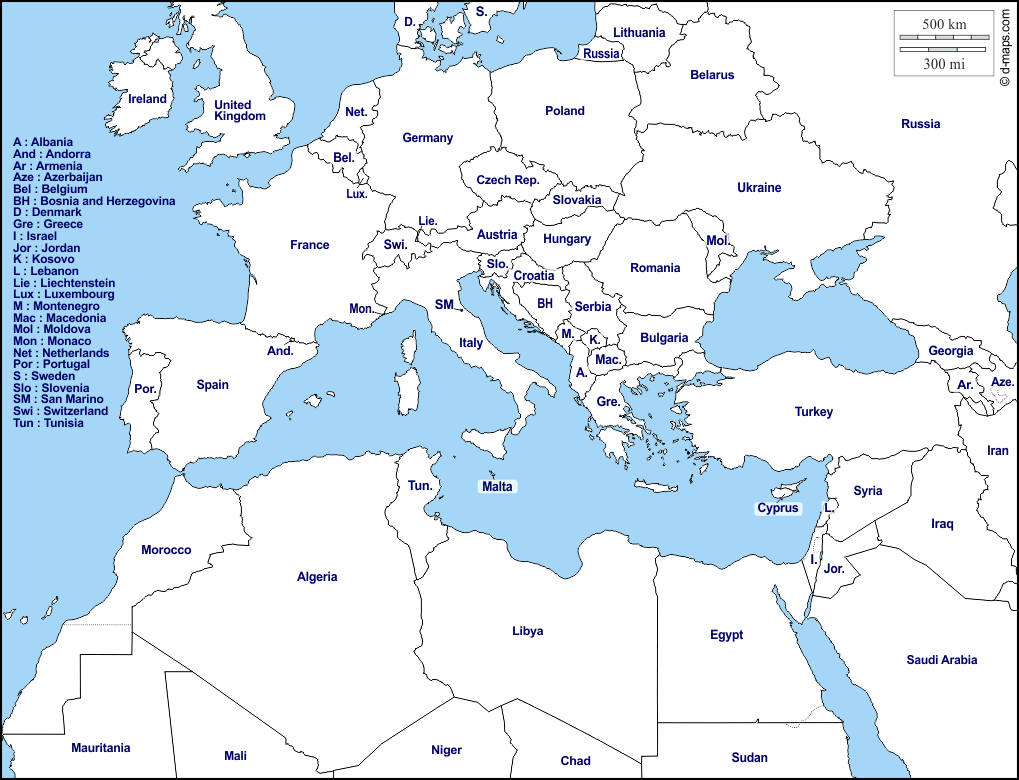 D.
S.
Lithuania
Russia
Belarus
500 km
300 mi
© d-maps.com
Ireland
United
Kingdom
Net.
Germany
Poland
Russia
A : Albania
And : Andorra
Ar : Armenia
Aze : Azerbaijan
Bel : Belgium
BH : Bosnia and Herzegovina
D : Denmark
Gre : Greece
I : Israel
Jor : Jordan
K : Kosovo
L : Lebanon
Lie : Liechtenstein
Lux : Luxembourg
M : Montenegro
Mac : Macedonia
Mol : Moldova
Mon : Monaco
Net : Netherlands
Por : Portugal
S : Sweden
Slo : Slovenia
SM : San Marino
Swi : Switzerland
Tun : Tunisia
Bel.
Lux.
Czech Rep.
Slovakia
Ukraine
Lie.
France
Swi.
Austria
Hungary
Mol.
Slo.
Croatia
Romania
Mon.
SM.
BH
Serbia
Italy
M.
K.
Bulgaria
And.
Mac.
Georgia
Por.
Spain
A.
Ar.
Aze.
Gre.
Turkey
Iran
Tun.
Malta
Cyprus
Syria
L.
Iraq
Morocco
Algeria
I.
Jor.
Libya
Egypt
Saudi Arabia
Mauritania
Mali
Niger
Chad
Sudan